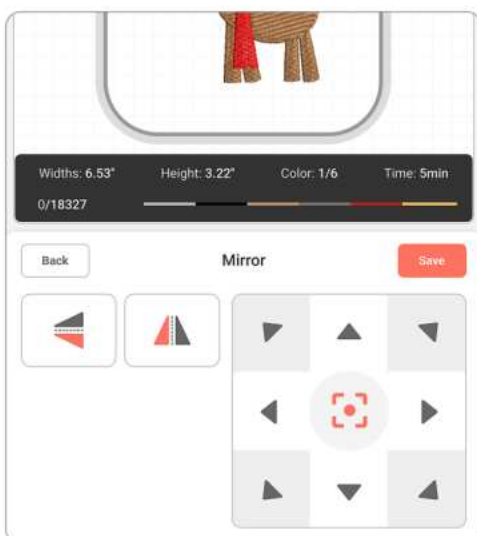 Widths: 6.53" Height: 3.22" Color: 1/6 Time: 5min
0/18327
Back Mirror Save